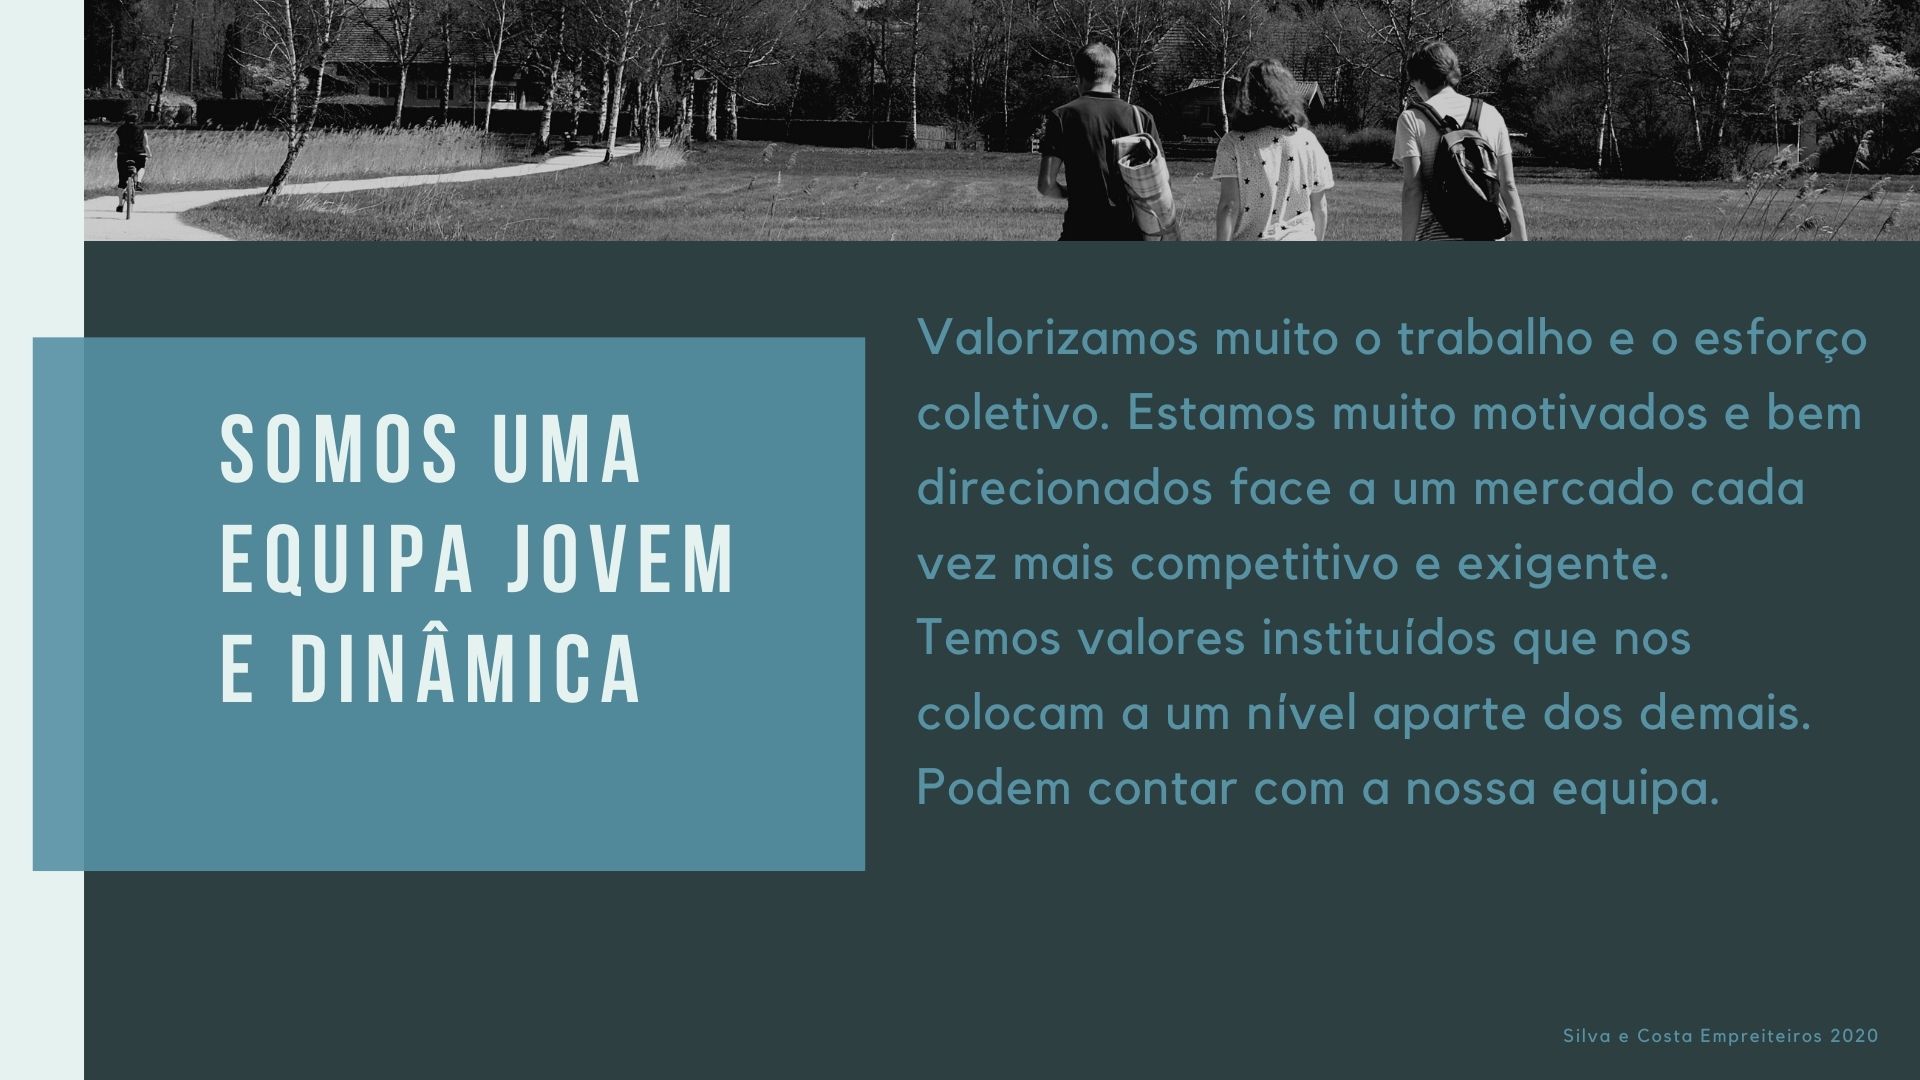 SOMOS UMA
EQUIPA JOVEM
E DINÂMICA
Valorizamos muito o trabalho e o esforço
coletivo. Estamos muito motivados e bem
direcionados face a um mercado cada
vez mais competitivo e exigente.
Temos valores instituídos que nos
colocam a um nível aparte dos demais.
Podem contar com a nossa equipa.
Silva e Costa Empreiteiros 2020